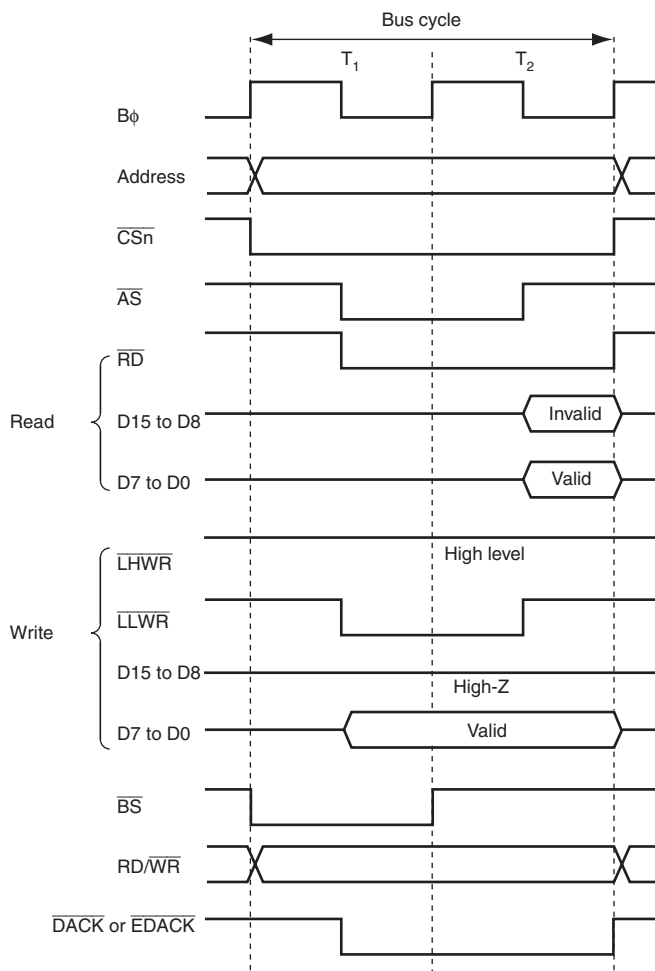 Bus cycle
T1 T2
Bφ
Address
CSn
AS
RD
Read
D15 to D8 Invalid
D7 to D0 Valid
LHWR High level
LLWR
Write
D15 to D8 High-Z
D7 to D0 Valid
BS
RD/WR
DACK or EDACK